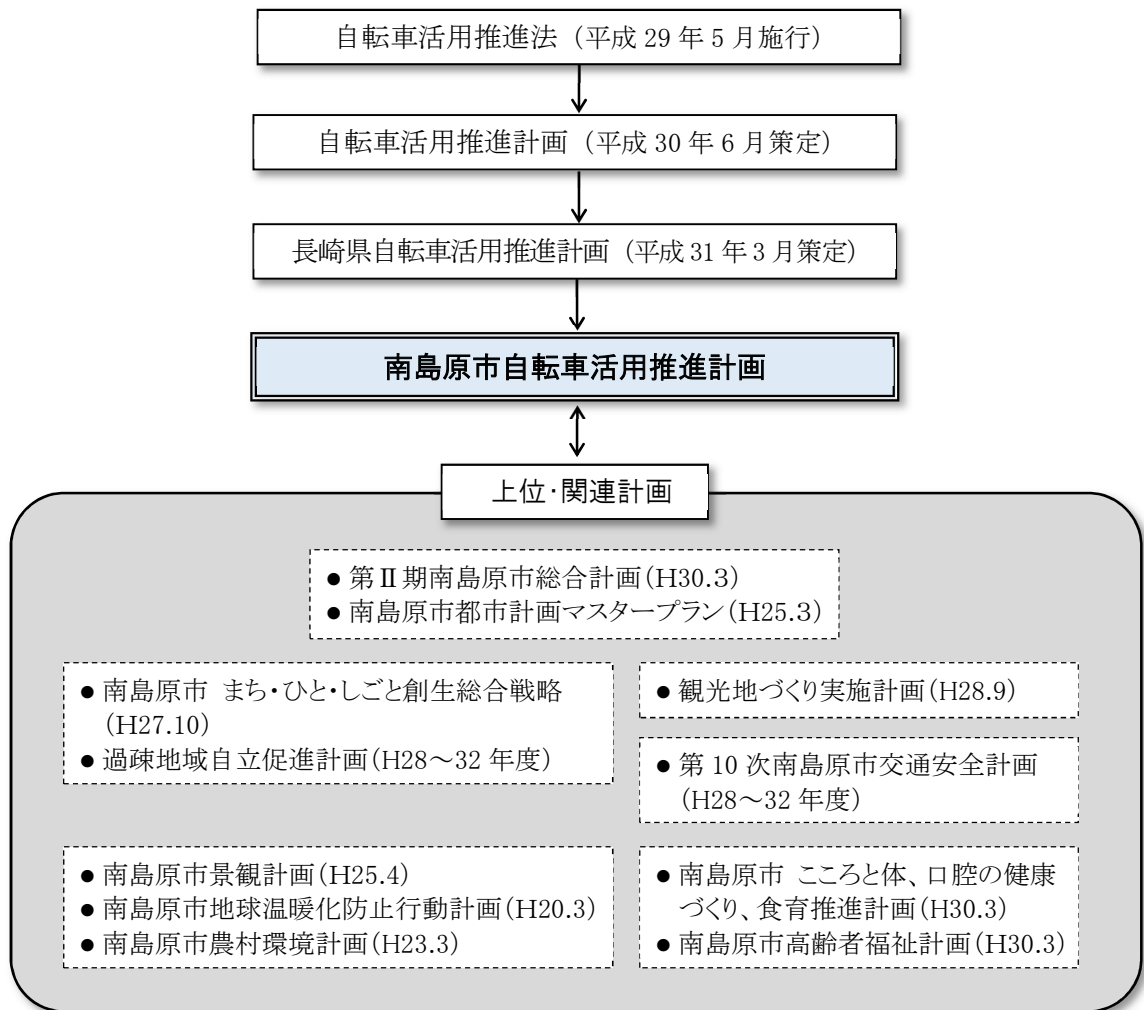 自転車活用推進法（平成 29 年 5 月施行）
自転車活用推進計画（平成 30 年 6 月策定）
長崎県自転車活用推進計画（平成 31 年 3 月策定）
南島原市自転車活用推進計画
上位・関連計画
● 第Ⅱ期南島原市総合計画（H30.3）
● 南島原市都市計画マスタープラン（H25.3）
● 南島原市 まち・ひと・しごと創生総合戦略
（H27.10）
● 過疎地域自立促進計画（H28～32 年度）
● 観光地づくり実施計画（H28.9）
● 第 10 次南島原市交通安全計画
（H28～32 年度）
● 南島原市景観計画（H25.4）
● 南島原市地球温暖化防止行動計画（H20.3）
● 南島原市農村環境計画（H23.3）
● 南島原市 こころと体、口腔の健康
づくり、食育推進計画（H30.3）
● 南島原市高齢者福祉計画（H30.3）